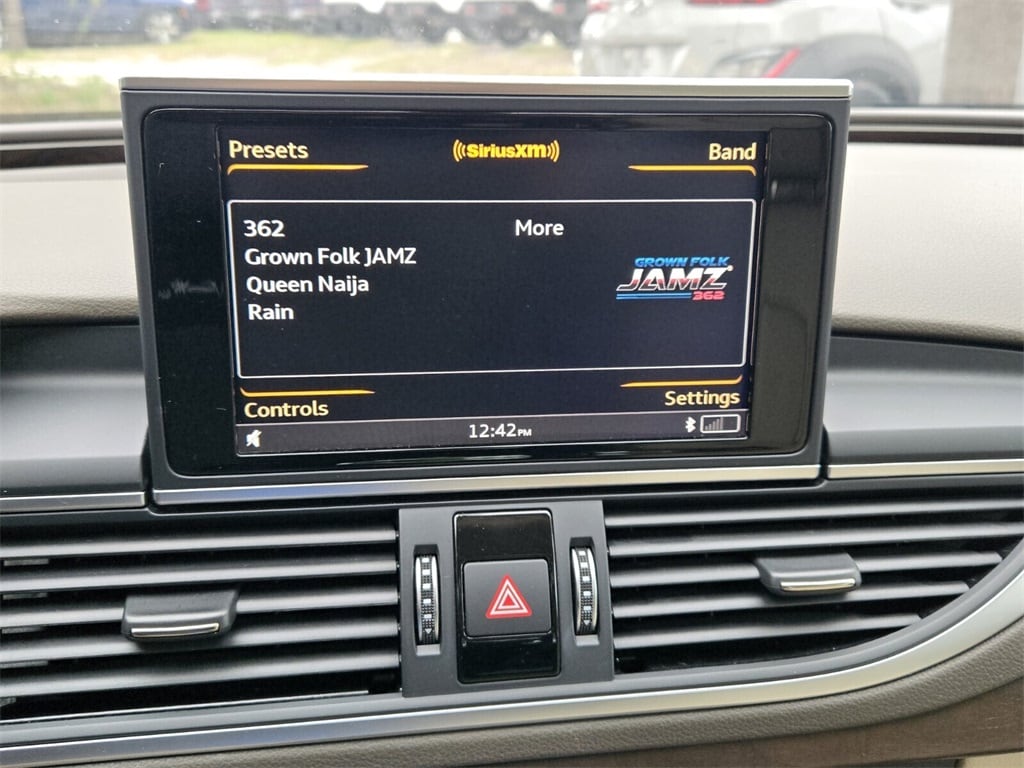 Presets
((SiriusXM))
Band
362
More
Grown Folk JAMZ
Queen Naija
Rain
GROWN FOLK
JAMZ®
362
Controls
Settings
12:42PM